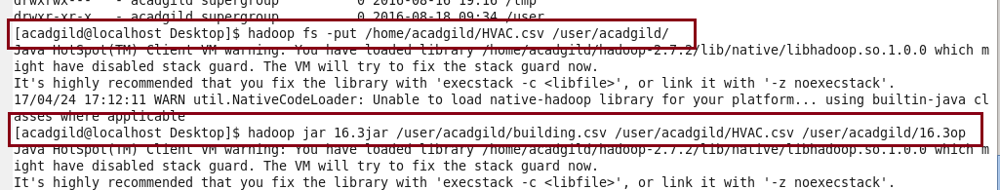 drwxrwx--- - acadgild supergroup 0 2016-08-16 19:16 /tmp
drwxr-xr-x - acadgild supergroup 0 2016-08-18 09:34 /user
[acadgild@localhost Desktop]$ hadoop fs -put /home/acadgild/HVAC.csv /user/acadgild/
Java HotSpot(TM) Client VM warning: You have loaded library /home/acadgild/hadoop-2.7.2/lib/native/libhadoop.so.1.0.0 which m
ight have disabled stack guard. The VM will try to fix the stack guard now.
It's highly recommended that you fix the library with 'execstack -c <libfile>', or link it with '-z noexecstack'.
17/04/24 17:12:11 WARN util.NativeCodeLoader: Unable to load native-hadoop library for your platform... using builtin-java cl
asses where applicable
[acadgild@localhost Desktop]$ hadoop jar 16.3jar /user/acadgild/building.csv /user/acadgild/HVAC.csv /user/acadgild/16.3op
Java HotSpot(TM) Client VM warning: You have loaded library /home/acadgild/hadoop-2.7.2/lib/native/libhadoop.so.1.0.0 which m
ight have disabled stack guard. The VM will try to fix the stack guard now.
It's highly recommended that you fix the library with 'execstack -c <libfile>', or link it with '-z noexecstack'.